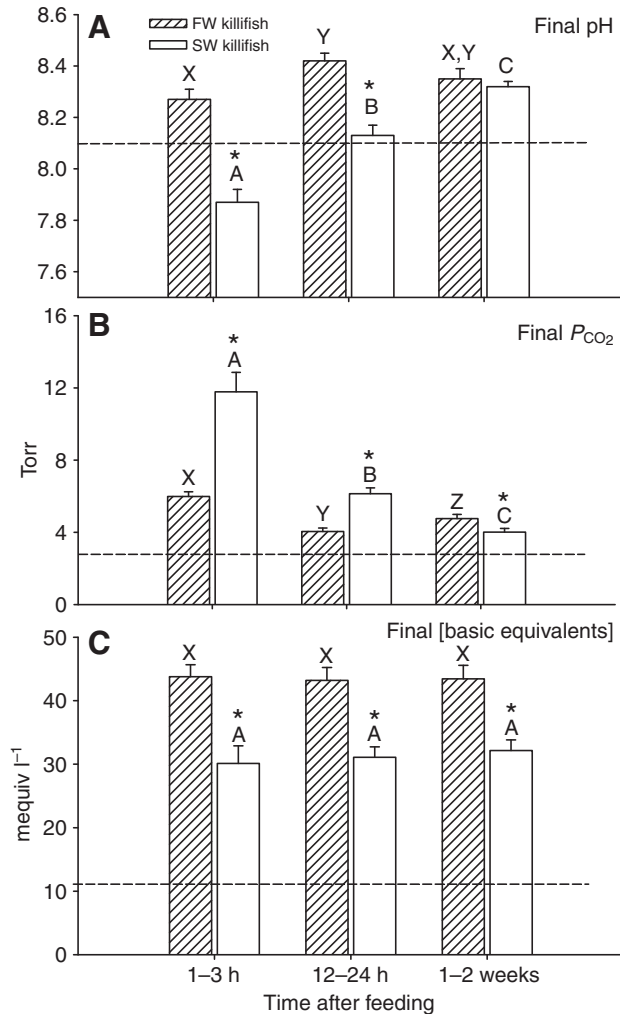 A
FW killifish
SW killifish
Final pH
8.4
8.2
8.0
7.8
7.6
X
*
A
Y
*
B
X,Y
C
B
Final PCO2
Torr
16
12
8
4
0
X
*
A
Y
*
B
Z
*
C
C
Final [basic equivalents]
mequiv l−1
50
40
30
20
10
0
X
*
A
X
*
A
X
*
A
1–3 h
12–24 h
1–2 weeks
Time after feeding